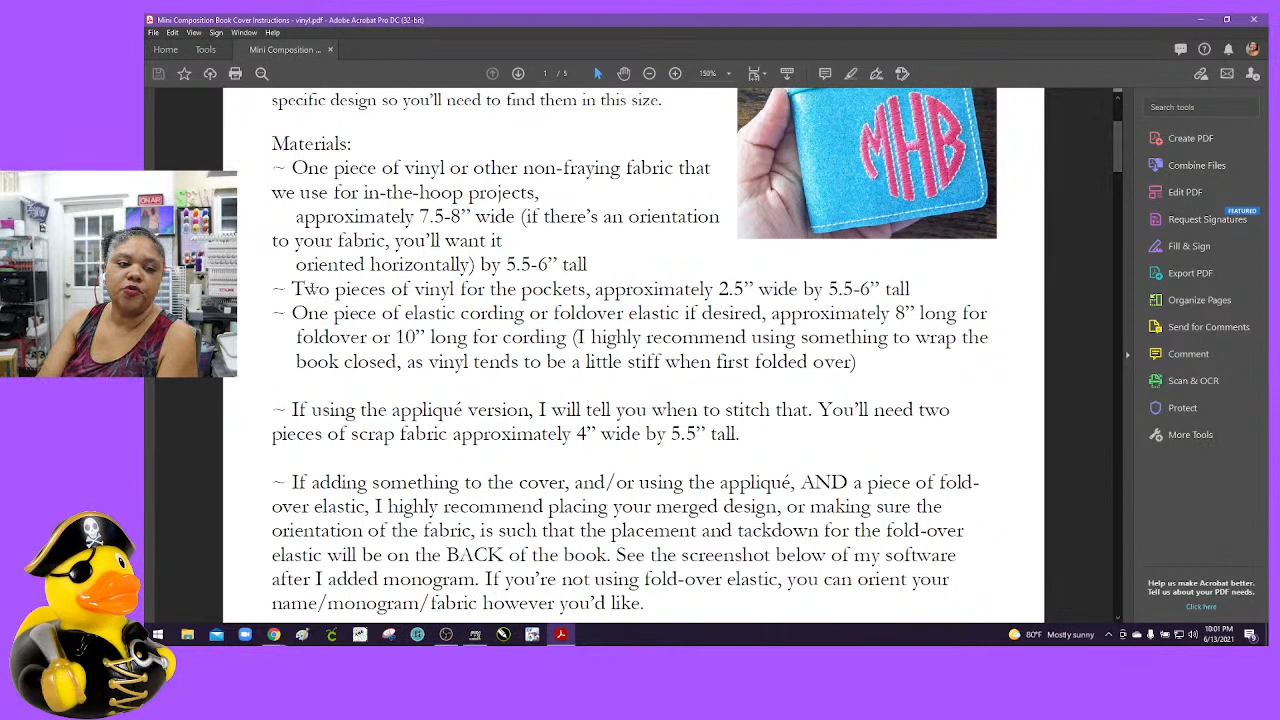 Mini Composition Book Cover Instructions - vinyl.pdf - Adobe Acrobat Pro DC (32-bit)
File Edit View Sign Window Help
Home Tools Mini Composition ... ×
1 / 5 150%
specific design so you'll need to find them in this size.
Materials:
~ One piece of vinyl or other non-fraying fabric that
we use for in-the-hoop projects,
approximately 7.5-8” wide (if there's an orientation
to your fabric, you'll want it
oriented horizontally) by 5.5-6” tall
~ Two pieces of vinyl for the pockets, approximately 2.5” wide by 5.5-6” tall
~ One piece of elastic cording or foldover elastic if desired, approximately 8” long for
foldover or 10” long for cording (I highly recommend using something to wrap the
book closed, as vinyl tends to be a little stiff when first folded over)
~ If using the appliqué version, I will tell you when to stitch that. You'll need two
pieces of scrap fabric approximately 4” wide by 5.5” tall.
~ If adding something to the cover, and/or using the appliqué, AND a piece of fold-
over elastic, I highly recommend placing your merged design, or making sure the
orientation of the fabric, is such that the placement and tackdown for the fold-over
elastic will be on the BACK of the book. See the screenshot below of my software
after I added monogram. If you're not using fold-over elastic, you can orient your
name/monogram/fabric however you'd like.
MHB
ON AIR
Search tools
Create PDF
Combine Files
Edit PDF
FEATURED
Request Signatures
Fill & Sign
Export PDF
Organize Pages
Send for Comments
Comment
Scan & OCR
Protect
More Tools
Help us make Acrobat better.
Tell us about your PDF needs.
Click here
80°F Mostly sunny
10:01 PM
6/13/2021